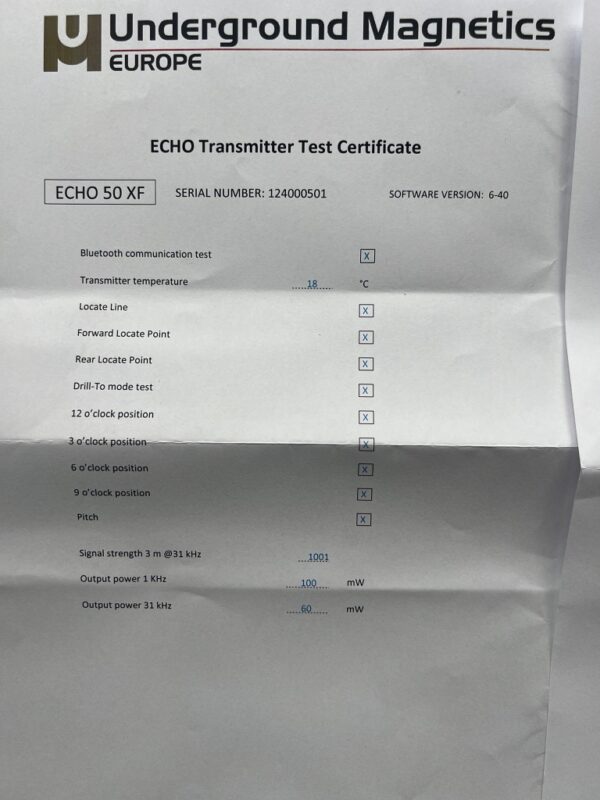 Underground Magnetics
EUROPE
ECHO Transmitter Test Certificate
ECHO 50 XF SERIAL NUMBER: 124000501 SOFTWARE VERSION: 6-40
Bluetooth communication test X
Transmitter temperature ......18...... °C
Locate Line X
Forward Locate Point X
Rear Locate Point X
Drill-To mode test X
12 o'clock position X
3 o'clock position X
6 o'clock position X
9 o'clock position X
Pitch X
Signal strength 3 m @31 kHz ....1001
Output power 1 KHz ......100...... mW
Output power 31 kHz ......60...... mW